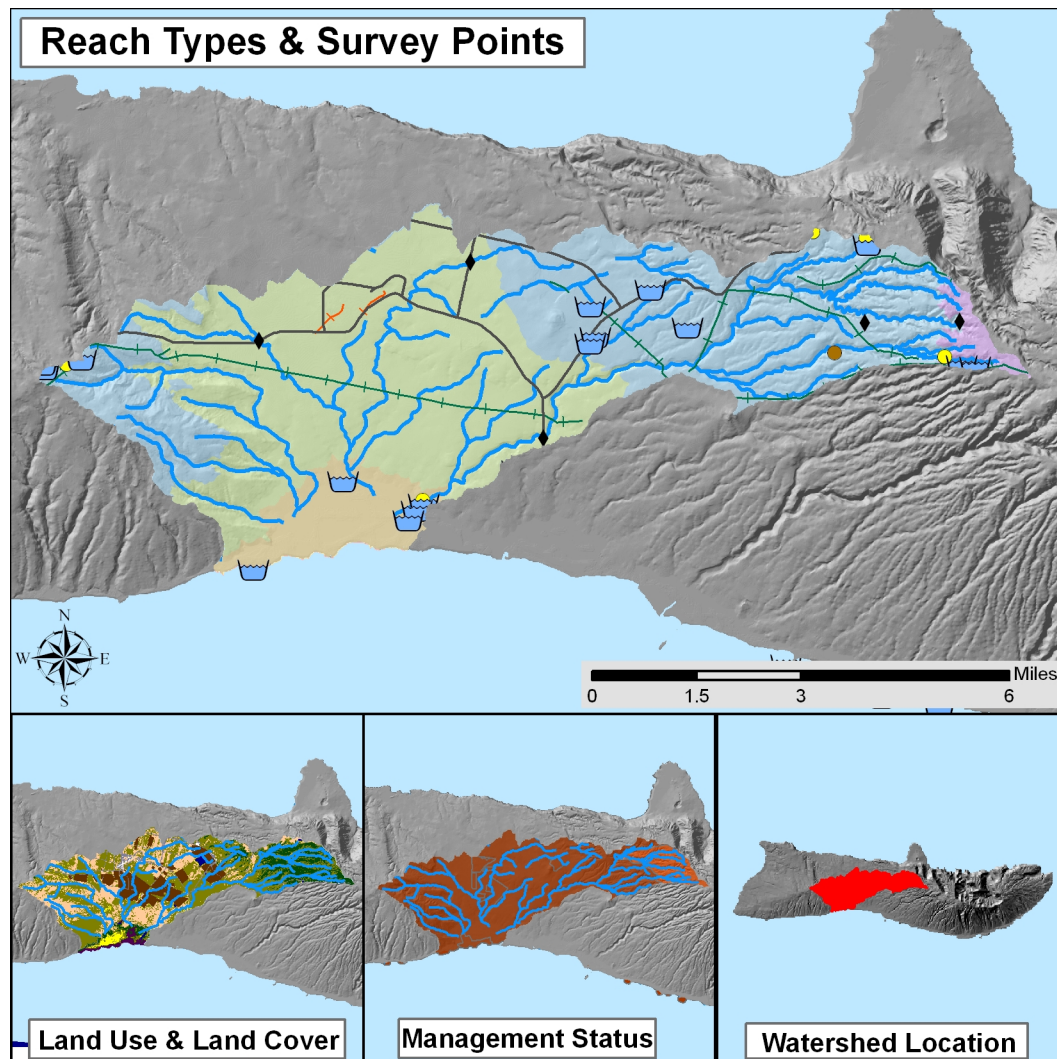 Reach Types & Survey Points
N
W E
S
Miles
0 1.5 3 6
Land Use & Land Cover
Management Status
Watershed Location